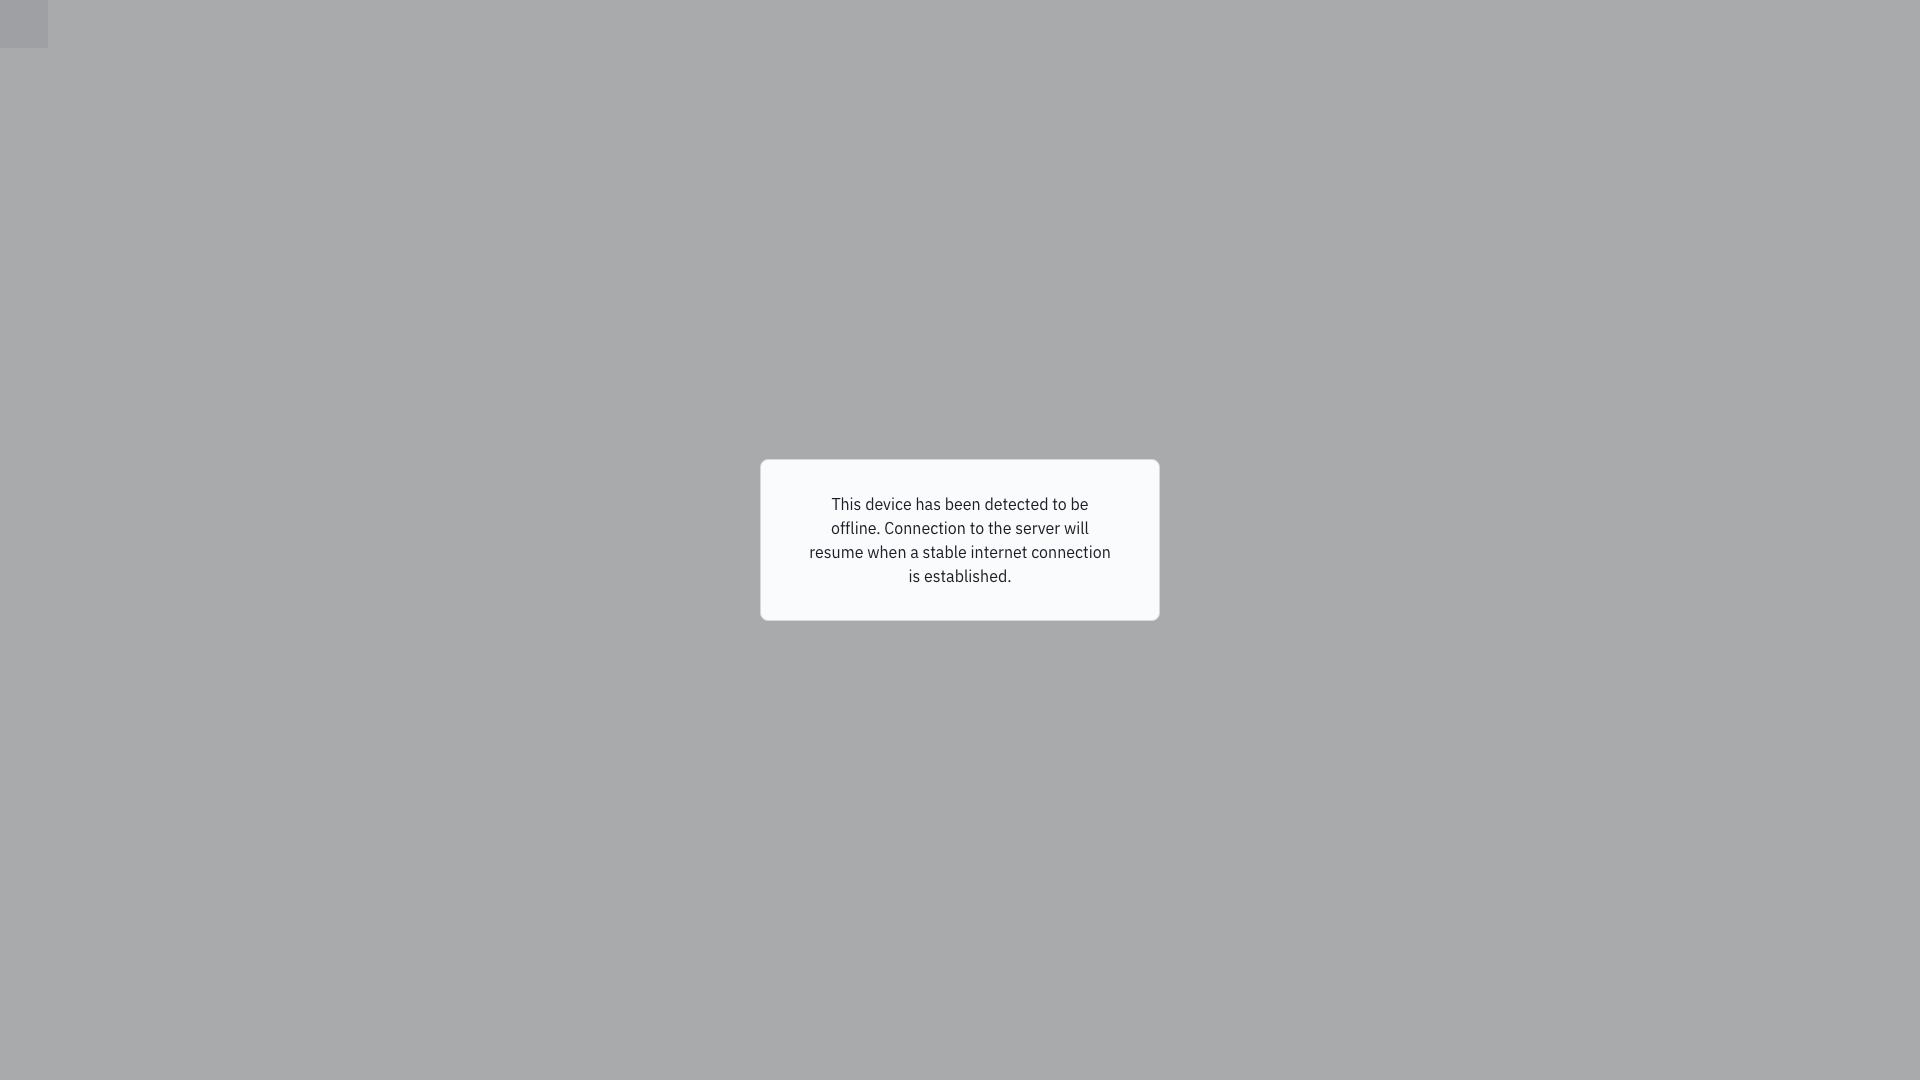 This device has been detected to be
offline. Connection to the server will
resume when a stable internet connection
is established.